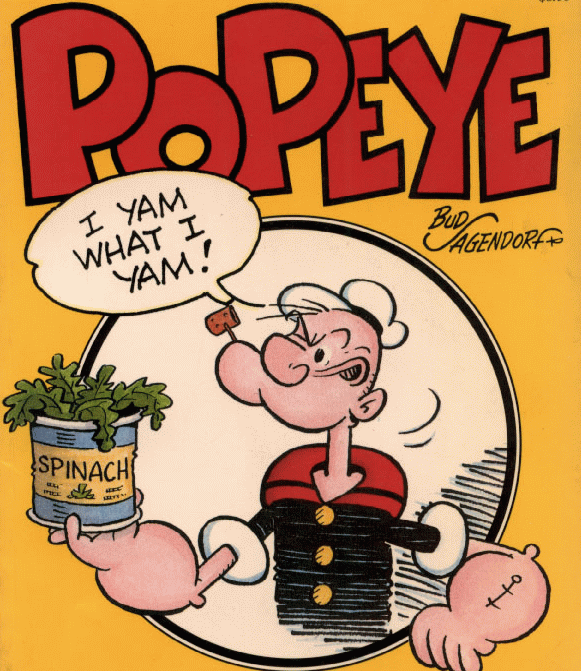 POPEYE
I YAM
WHAT I
YAM!
BUD
SAGENDORF
SPINACH